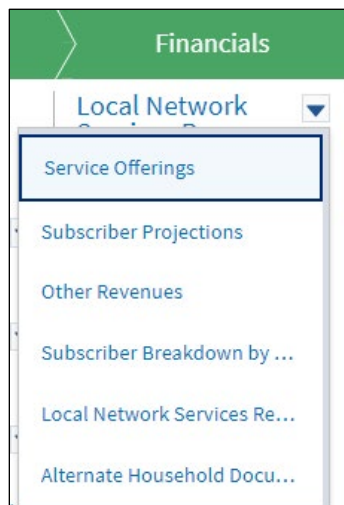 Financials
Local Network
Service Offerings
Subscriber Projections
Other Revenues
Subscriber Breakdown by ...
Local Network Services Re...
Alternate Household Docu...